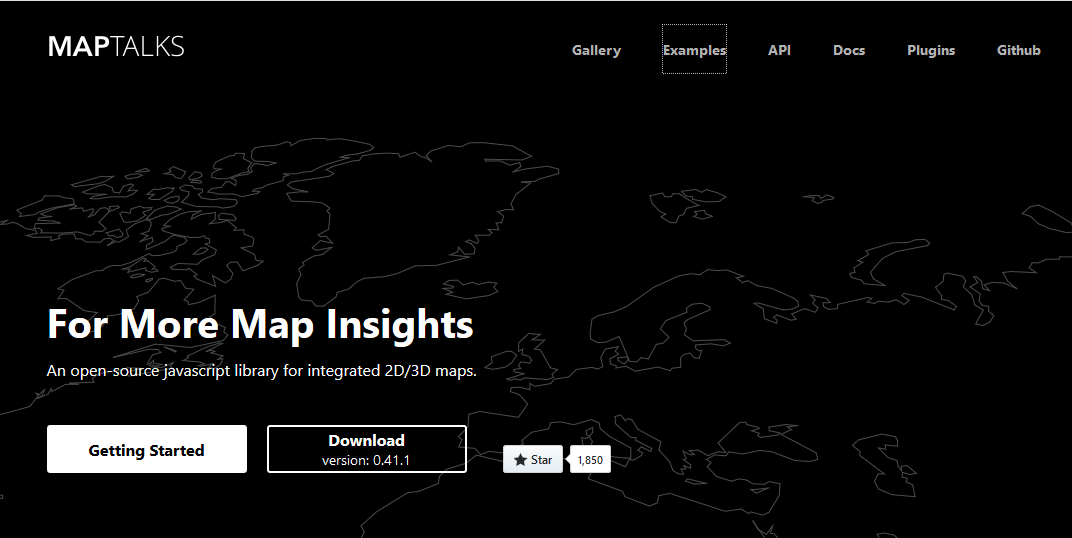 MAPTALKS
Gallery Examples API Docs Plugins Github
For More Map Insights
An open-source javascript library for integrated 2D/3D maps.
Getting Started
Download
version: 0.41.1
Star 1,850